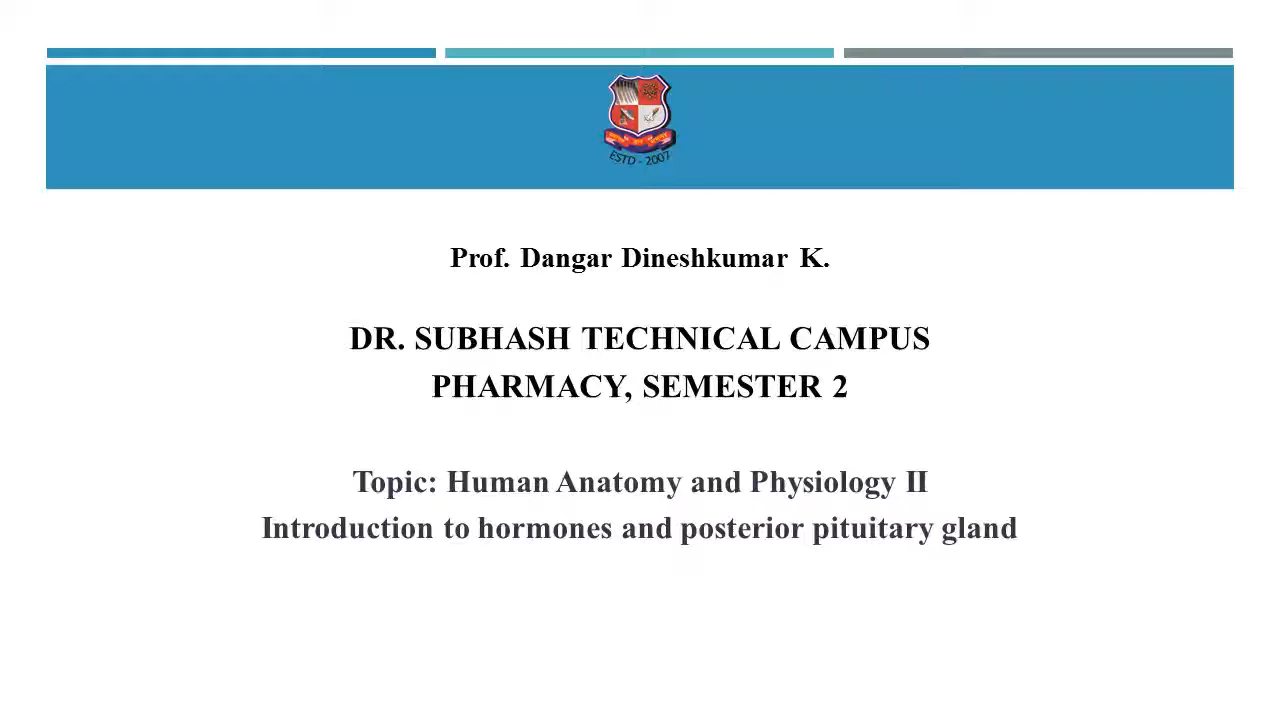 ESTD - 2007
Prof. Dangar Dineshkumar K.
DR. SUBHASH TECHNICAL CAMPUS
PHARMACY, SEMESTER 2
Topic: Human Anatomy and Physiology II
Introduction to hormones and posterior pituitary gland